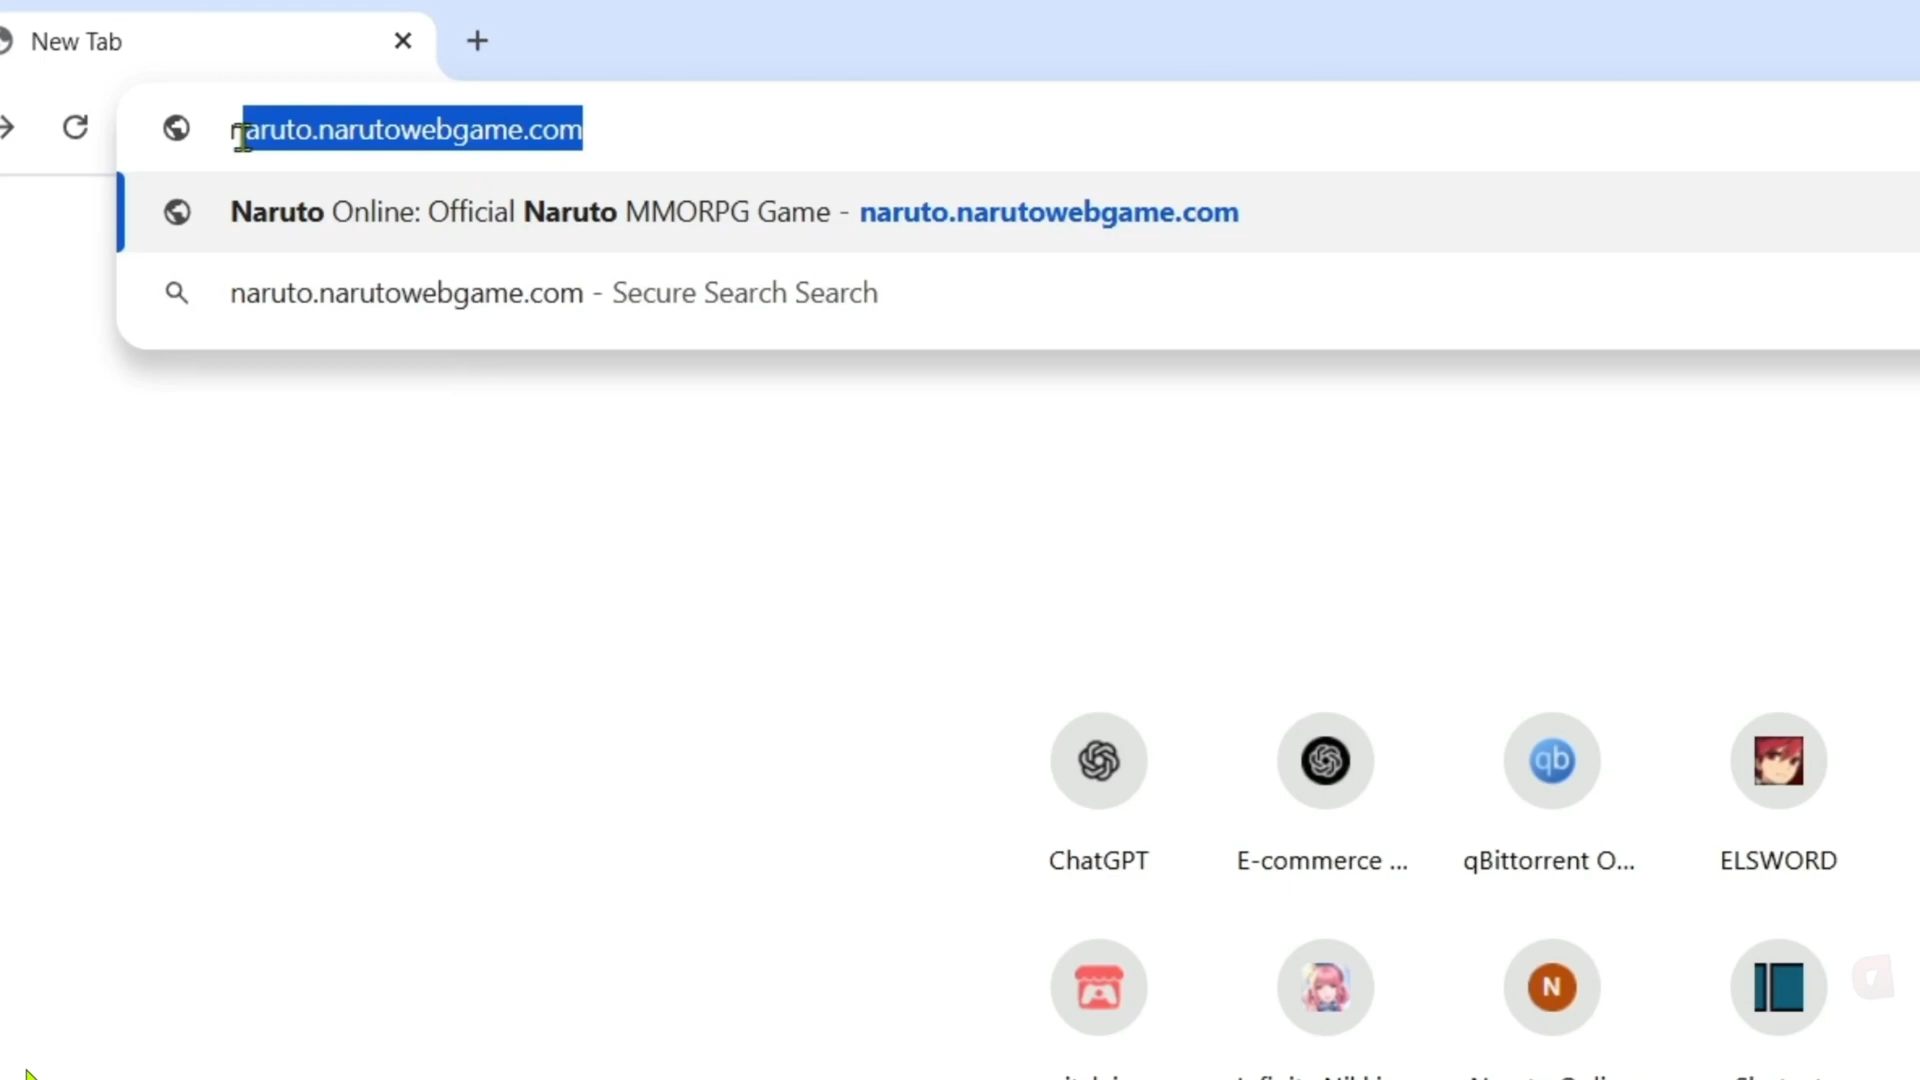 New Tab
naruto.narutowebgame.com
Naruto Online: Official Naruto MMORPG Game - naruto.narutowebgame.com
naruto.narutowebgame.com - Secure Search Search
qb
ChatGPT
E-commerce ...
qBittorrent O...
ELSWORD
N